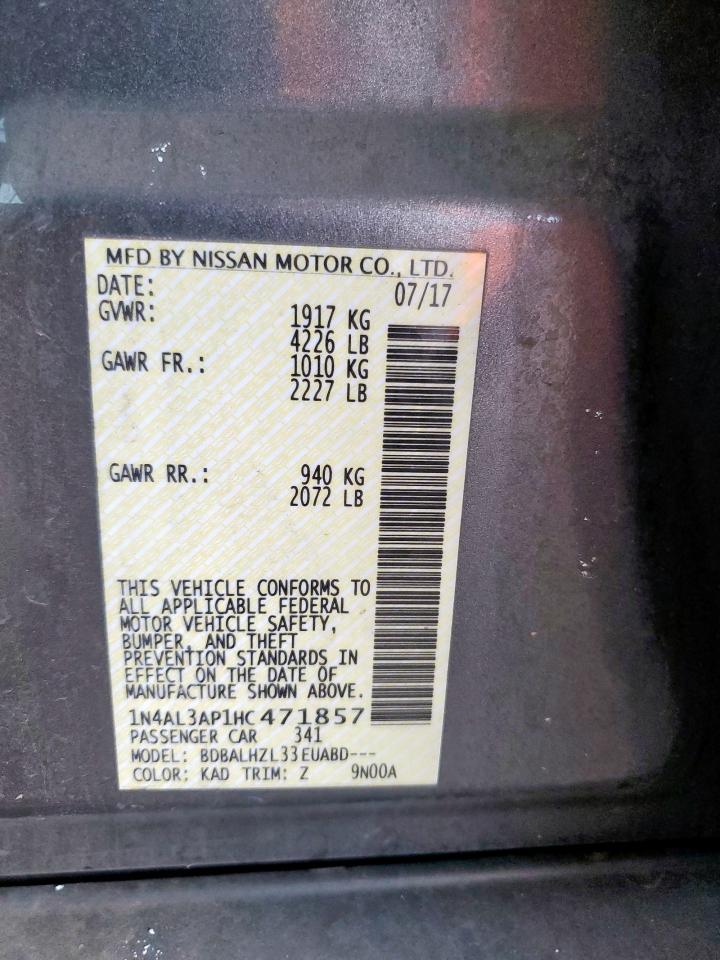 MFD BY NISSAN MOTOR CO., LTD.
DATE: 07/17
GVWR: 1917 KG
4226 LB
GAWR FR.: 1010 KG
2227 LB
GAWR RR.: 940 KG
2072 LB
THIS VEHICLE CONFORMS TO
ALL APPLICABLE FEDERAL
MOTOR VEHICLE SAFETY,
BUMPER, AND THEFT
PREVENTION STANDARDS IN
EFFECT ON THE DATE OF
MANUFACTURE SHOWN ABOVE.
1N4AL3AP1HC471857
PASSENGER CAR 341
MODEL: BDBALHZL33EUABD---
COLOR: KAD TRIM: Z 9N00A